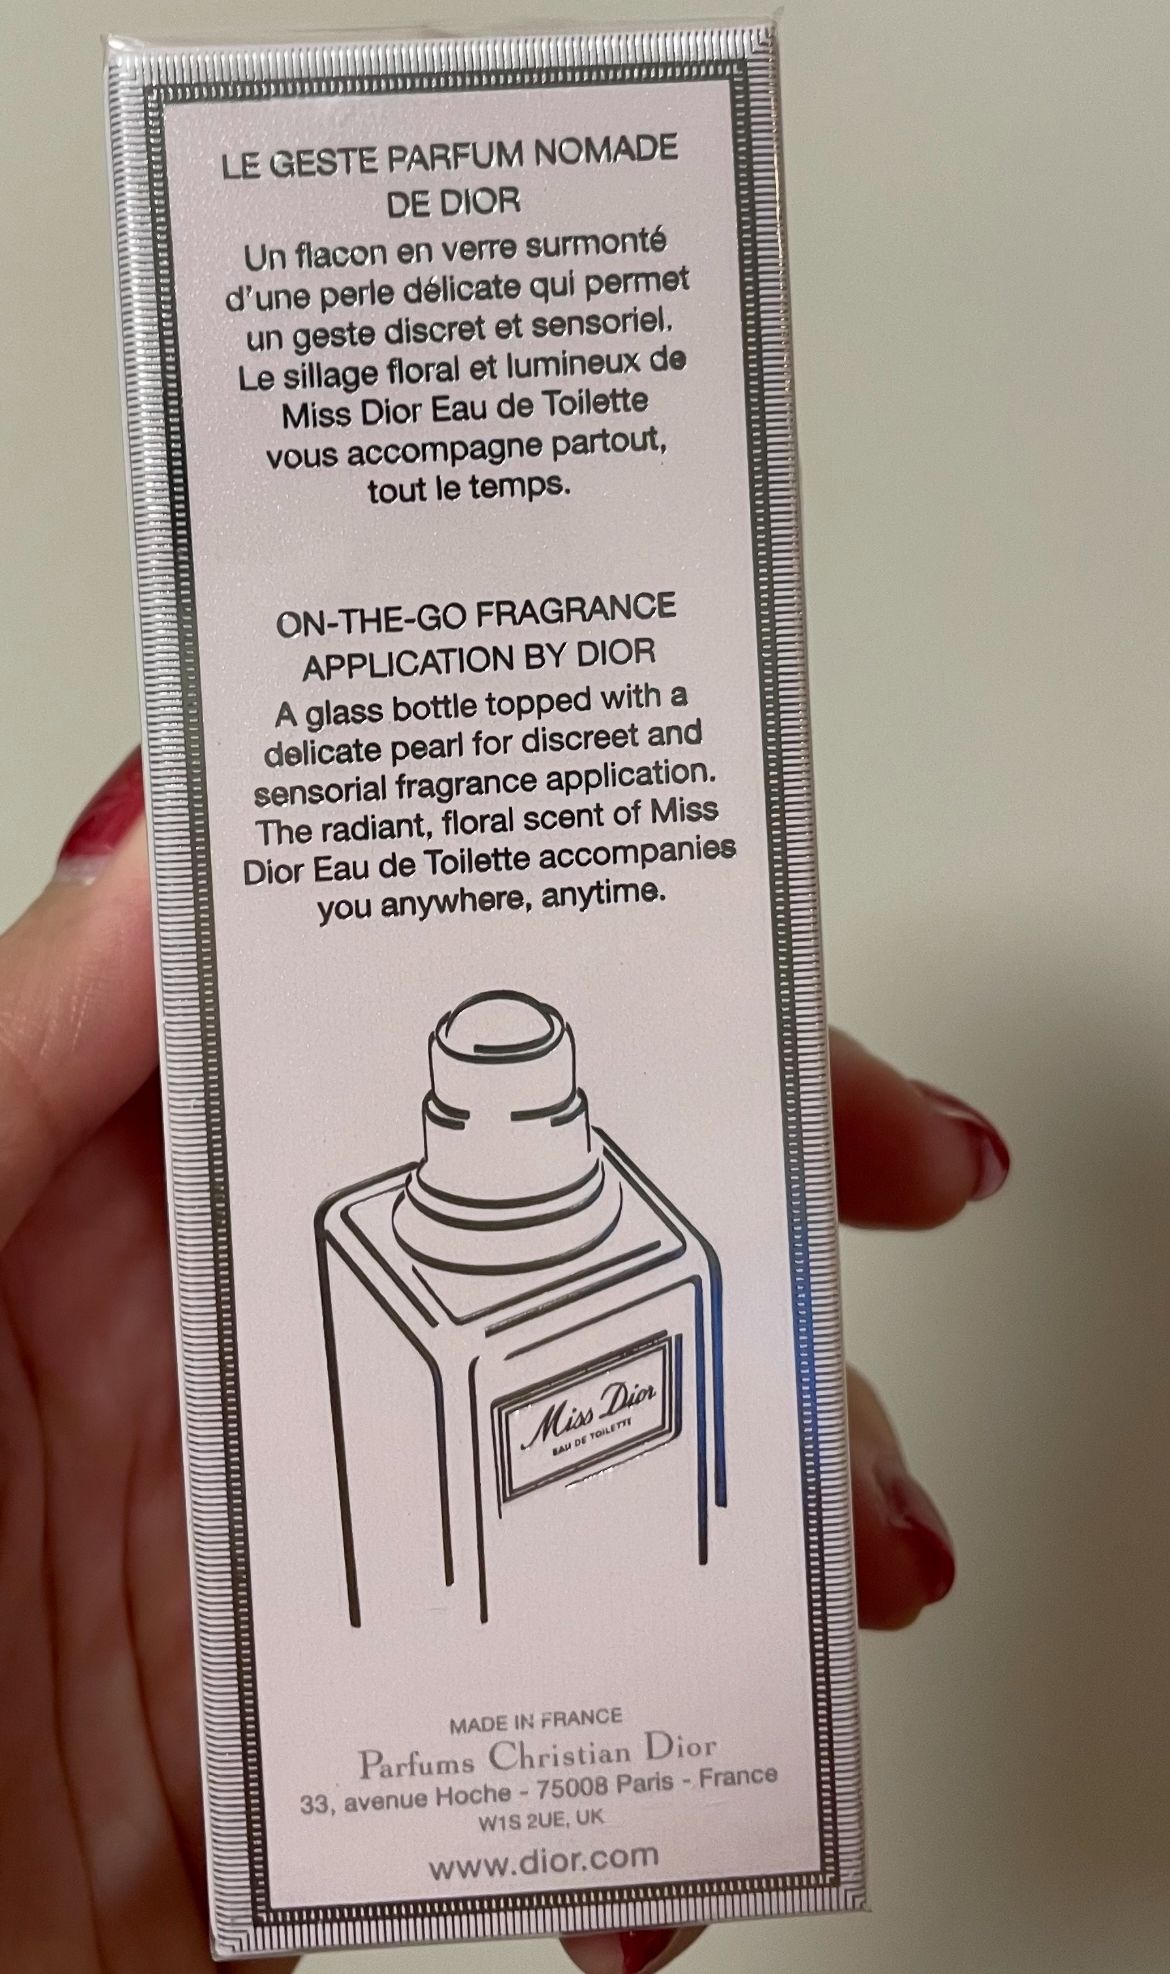 LE GESTE PARFUM NOMADE
DE DIOR
Un flacon en verre surmonté
d'une perle délicate qui permet
un geste discret et sensoriel.
Le sillage floral et lumineux de
Miss Dior Eau de Toilette
vous accompagne partout,
tout le temps.
ON-THE-GO FRAGRANCE
APPLICATION BY DIOR
A glass bottle topped with a
delicate pearl for discreet and
sensorial fragrance application.
The radiant, floral scent of Miss
Dior Eau de Toilette accompanies
you anywhere, anytime.
Miss Dior
EAU DE TOILETTE
MADE IN FRANCE
Parfums Christian Dior
33, avenue Hoche - 75008 Paris - France
W1S 2UE, UK
www.dior.com